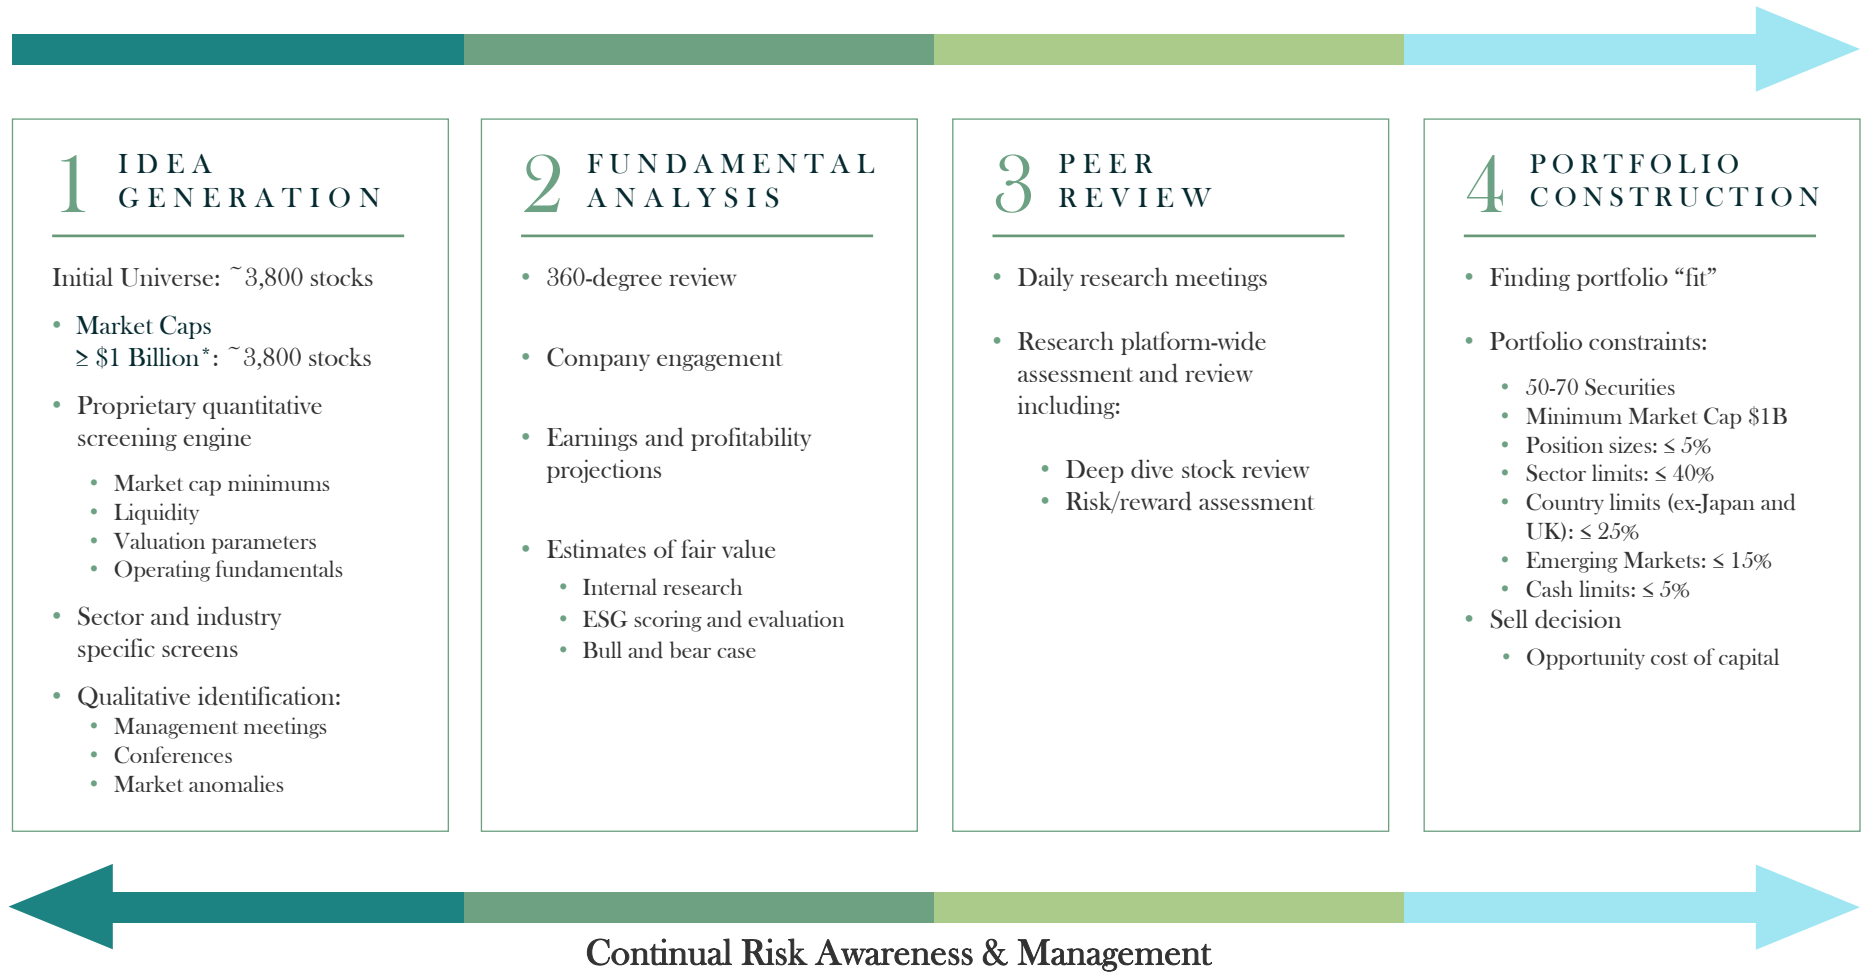 1 IDEA
GENERATION
Initial Universe: ~3,800 stocks
• Market Caps
≥ $1 Billion*: ~3,800 stocks
• Proprietary quantitative
screening engine
• Market cap minimums
• Liquidity
• Valuation parameters
• Operating fundamentals
• Sector and industry
specific screens
• Qualitative identification:
• Management meetings
• Conferences
• Market anomalies
2 FUNDAMENTAL
ANALYSIS
• 360-degree review
• Company engagement
• Earnings and profitability
projections
• Estimates of fair value
• Internal research
• ESG scoring and evaluation
• Bull and bear case
3 PEER
REVIEW
• Daily research meetings
• Research platform-wide
assessment and review
including:
• Deep dive stock review
• Risk/reward assessment
4 PORTFOLIO
CONSTRUCTION
• Finding portfolio “fit”
• Portfolio constraints:
• 50-70 Securities
• Minimum Market Cap $1B
• Position sizes: ≤ 5%
• Sector limits: ≤ 40%
• Country limits (ex-Japan and
UK): ≤ 25%
• Emerging Markets: ≤ 15%
• Cash limits: ≤ 5%
• Sell decision
• Opportunity cost of capital
Continual Risk Awareness & Management